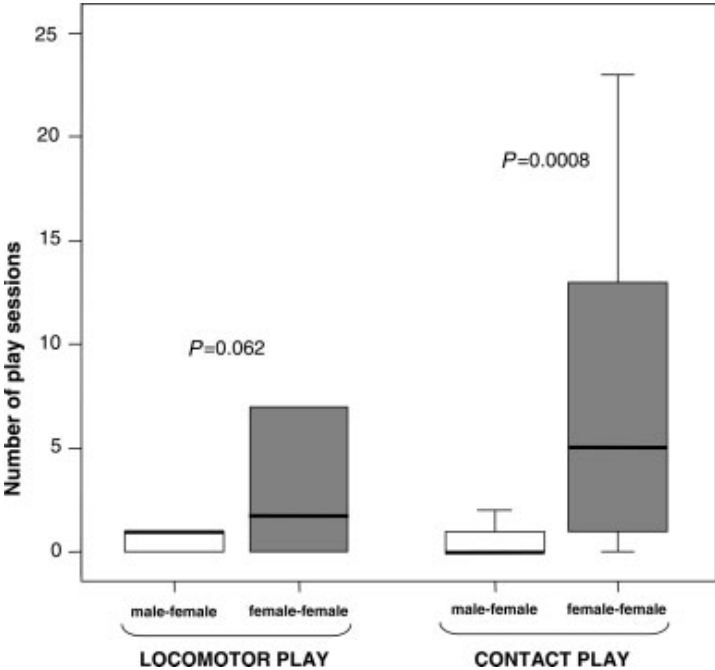 Number of play sessions
25
20
15
10
5
0
P=0.062
P=0.0008
male-female
female-female
male-female
female-female
LOCOMOTOR PLAY
CONTACT PLAY